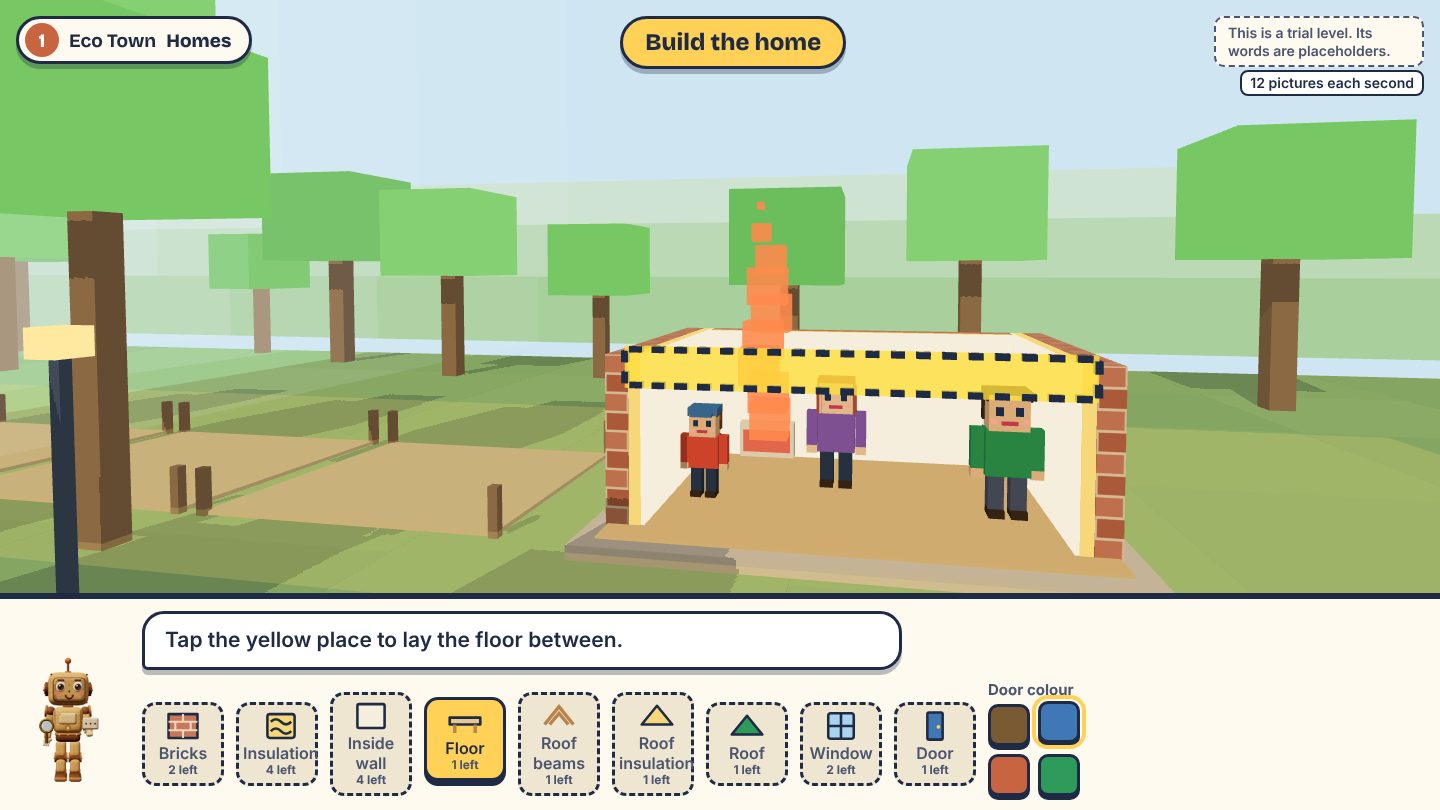 1 Eco Town Homes
Build the home
This is a trial level. Its
words are placeholders.
12 pictures each second
Tap the yellow place to lay the floor between.
Bricks
2 left
Insulation
4 left
Inside
wall
4 left
Floor
1 left
Roof
beams
1 left
Roof
insulation
1 left
Roof
1 left
Window
2 left
Door
1 left
Door colour